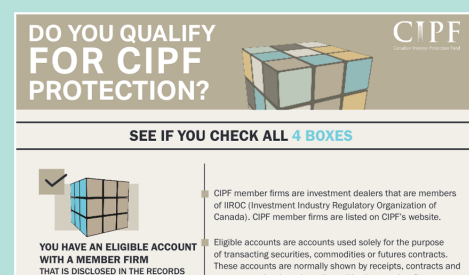 DO YOU QUALIFY
FOR CIPF
PROTECTION?
CIPF
Canadian Investor Protection Fund
SEE IF YOU CHECK ALL 4 BOXES
YOU HAVE AN ELIGIBLE ACCOUNT
WITH A MEMBER FIRM
THAT IS DISCLOSED IN THE RECORDS
CIPF member firms are investment dealers that are members
of IIROC (Investment Industry Regulatory Organization of
Canada). CIPF member firms are listed on CIPF's website.
Eligible accounts are accounts used solely for the purpose
of transacting securities, commodities or futures contracts.
These accounts are normally shown by receipts, contracts and